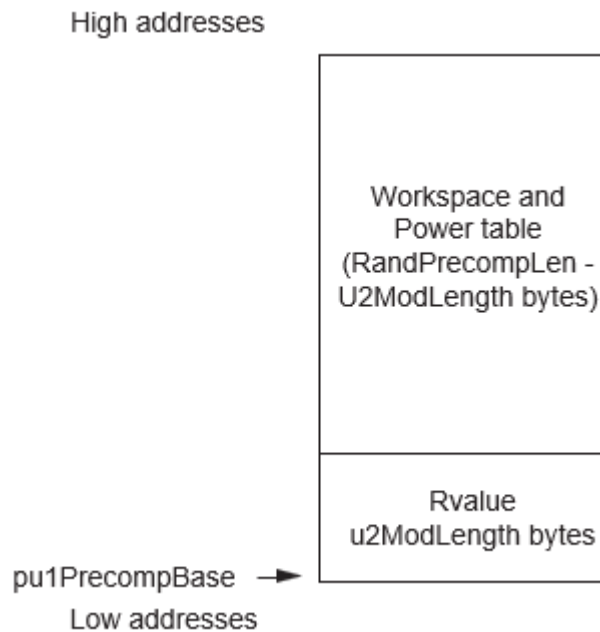 High addresses
Workspace and
Power table
(RandPrecompLen -
U2ModLength bytes)
Rvalue
u2ModLength bytes
pu1PrecompBase
Low addresses